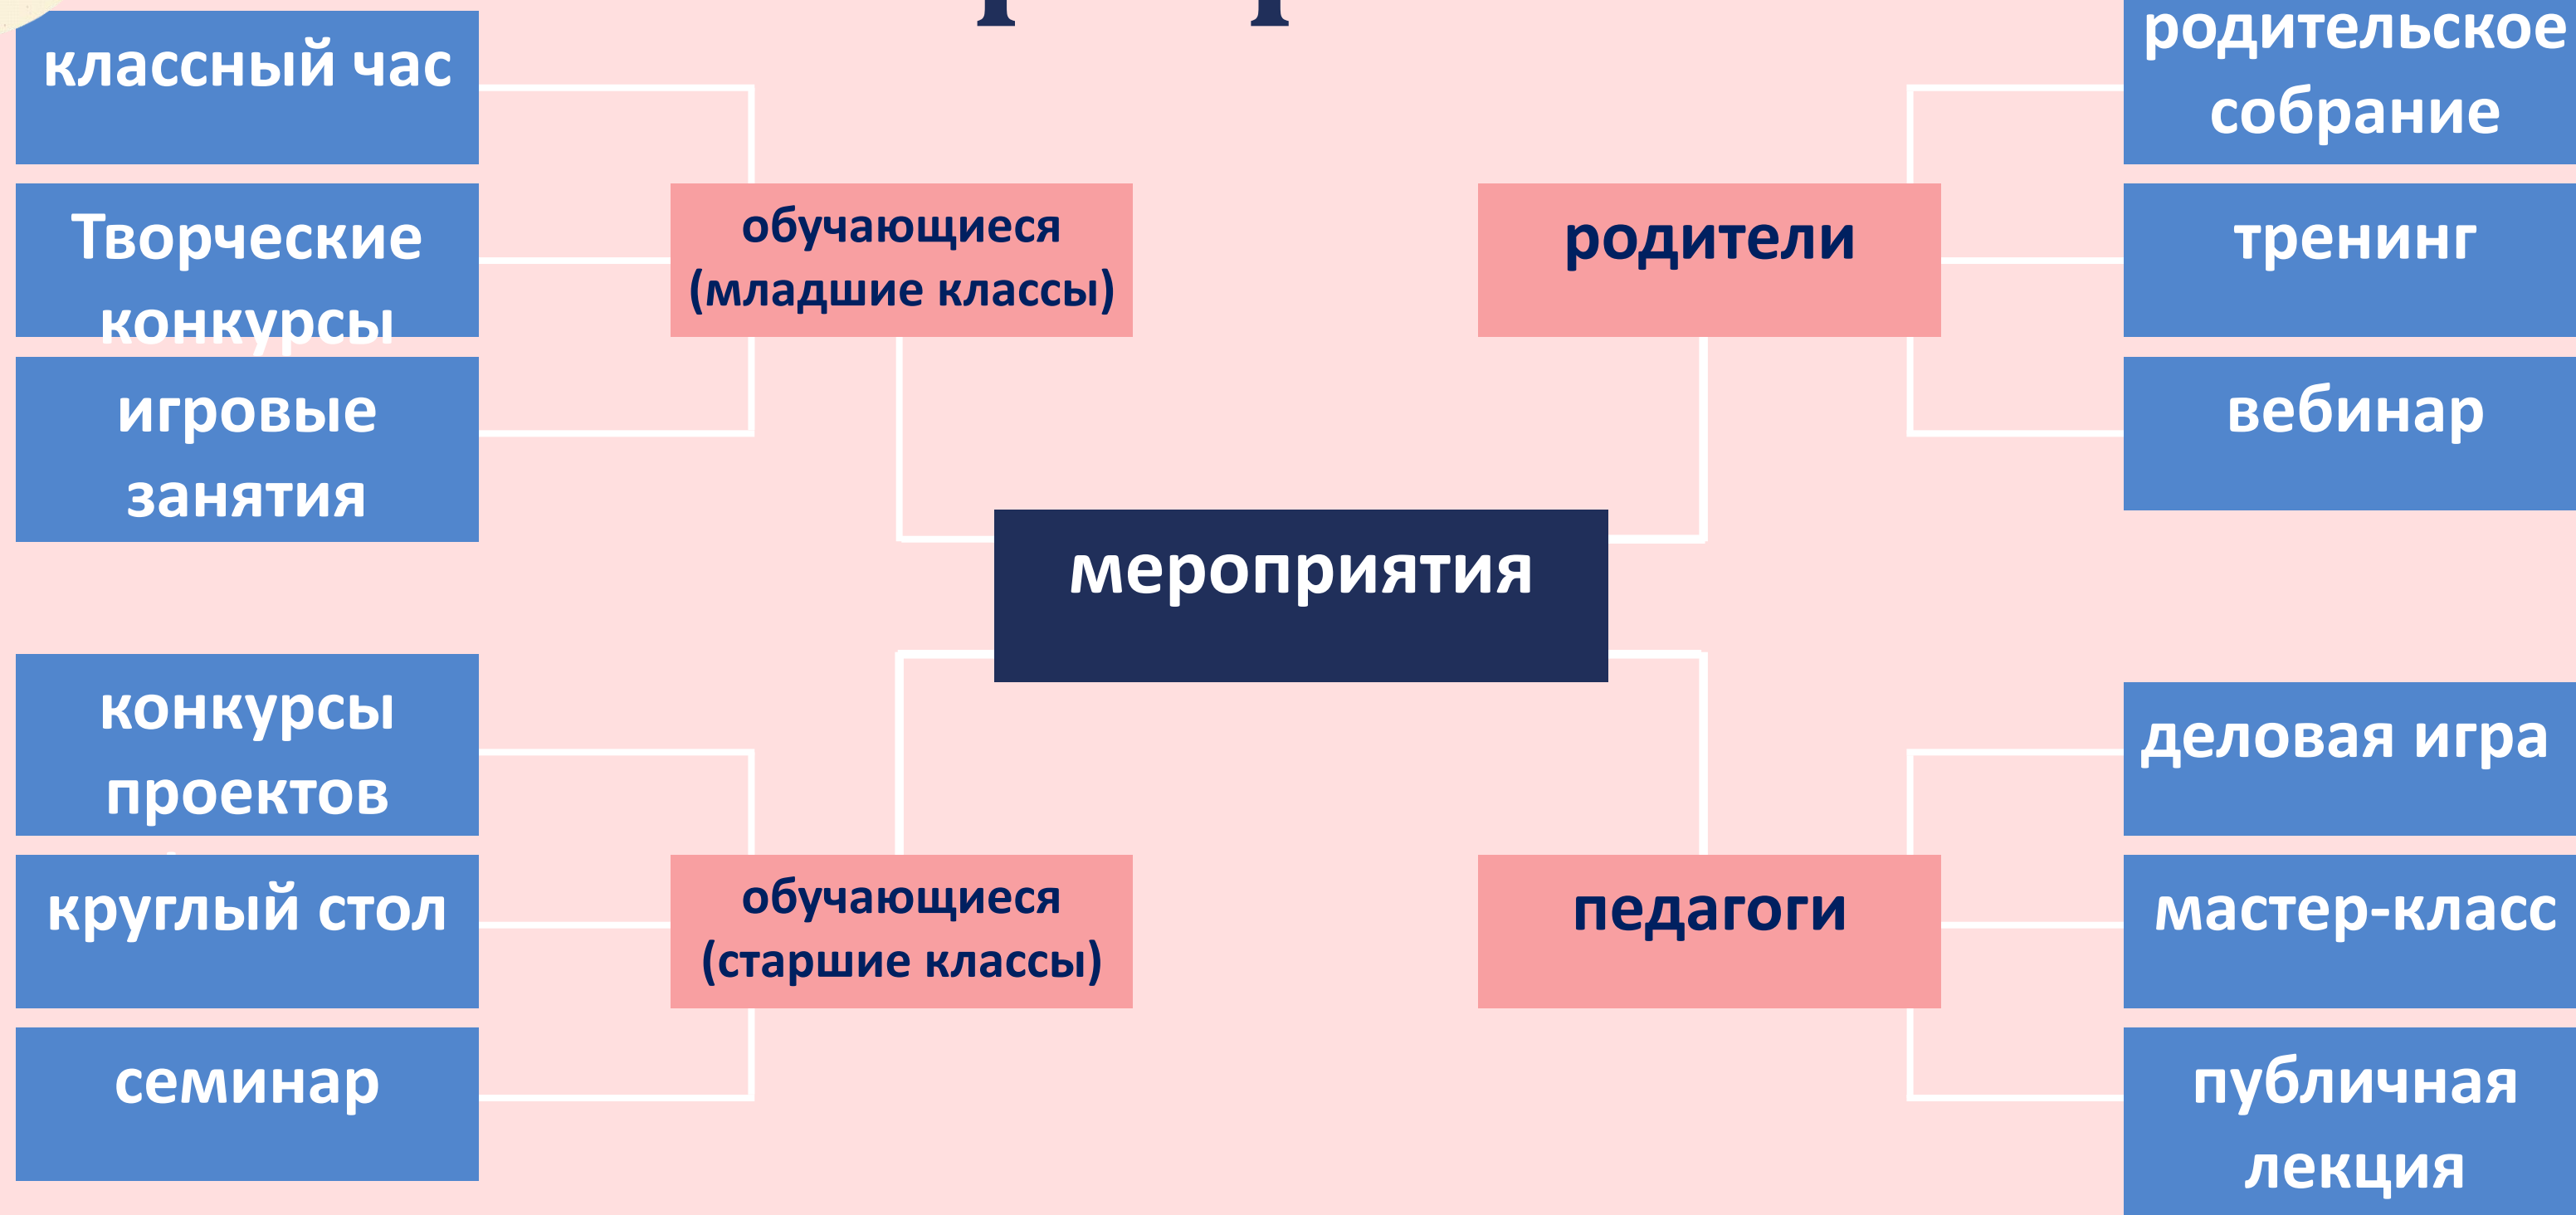 классный час
Творческие
конкурсы
игровые
занятия
обучающиеся
(младшие классы)
родители
родительское
собрание
тренинг
вебинар
мероприятия
конкурсы
проектов
круглый стол
семинар
обучающиеся
(старшие классы)
педагоги
деловая игра
мастер-класс
публичная
лекция